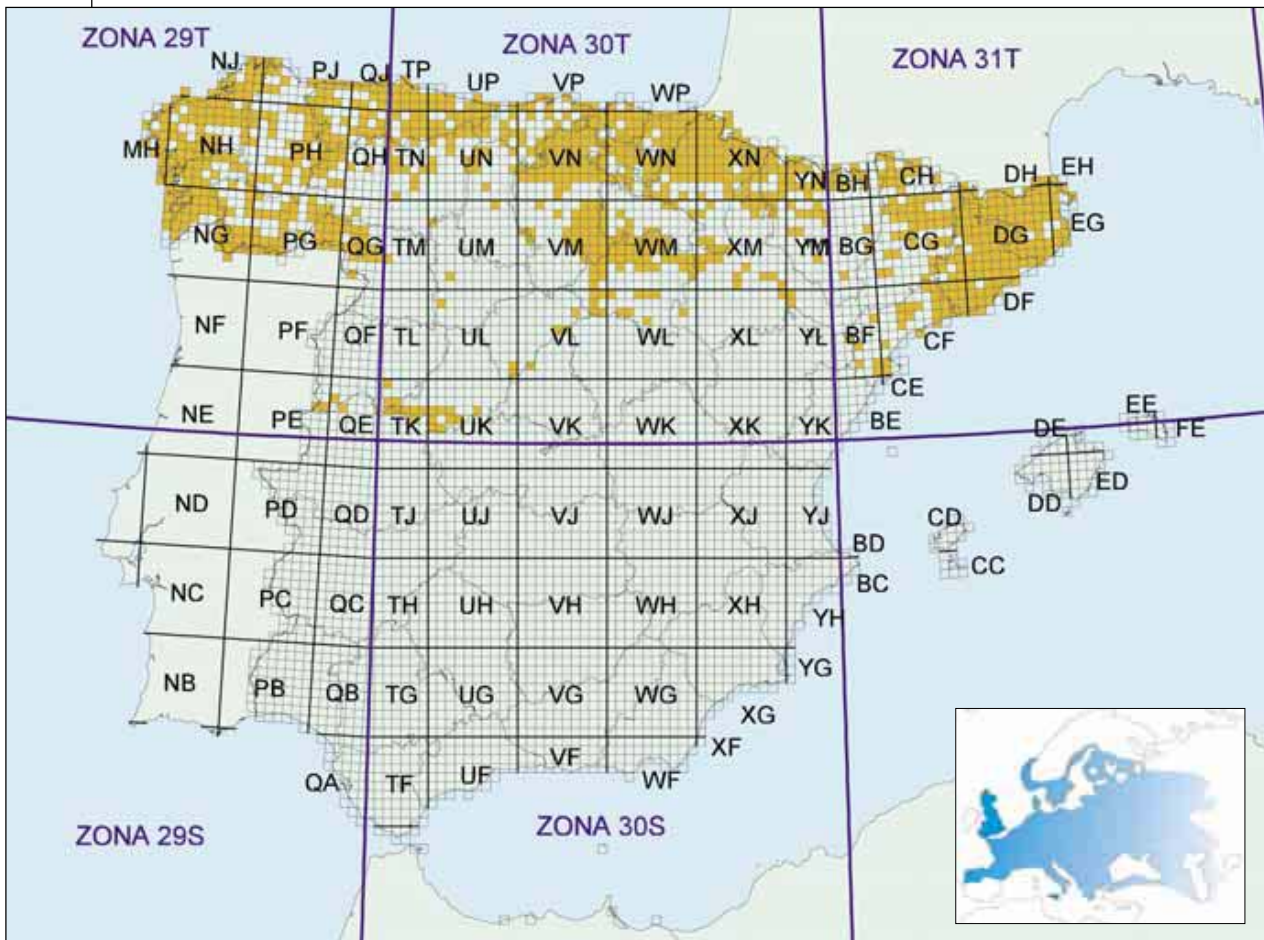 ZONA 29T
ZONA 30T
ZONA 31T
NJ PJ QJ TP UP VP WP
MH NH PH QH TN UN VN WN XN YN BH CH DH EH
NG PG QG TM UM VM WM XM YM BG CG DG EG
NF PF QF TL UL VL WL XL YL BF CF DF
NE PE QE TK UK VK WK XK YK BE CE DE EE FE
ND PD QD TJ UJ VJ WJ XJ YJ BD CD DD ED
NC PC QC TH UH VH WH XH YH BC CC
NB PB QB TG UG VG WG XG YG
QA TF UF VF WF XF
ZONA 29S
ZONA 30S